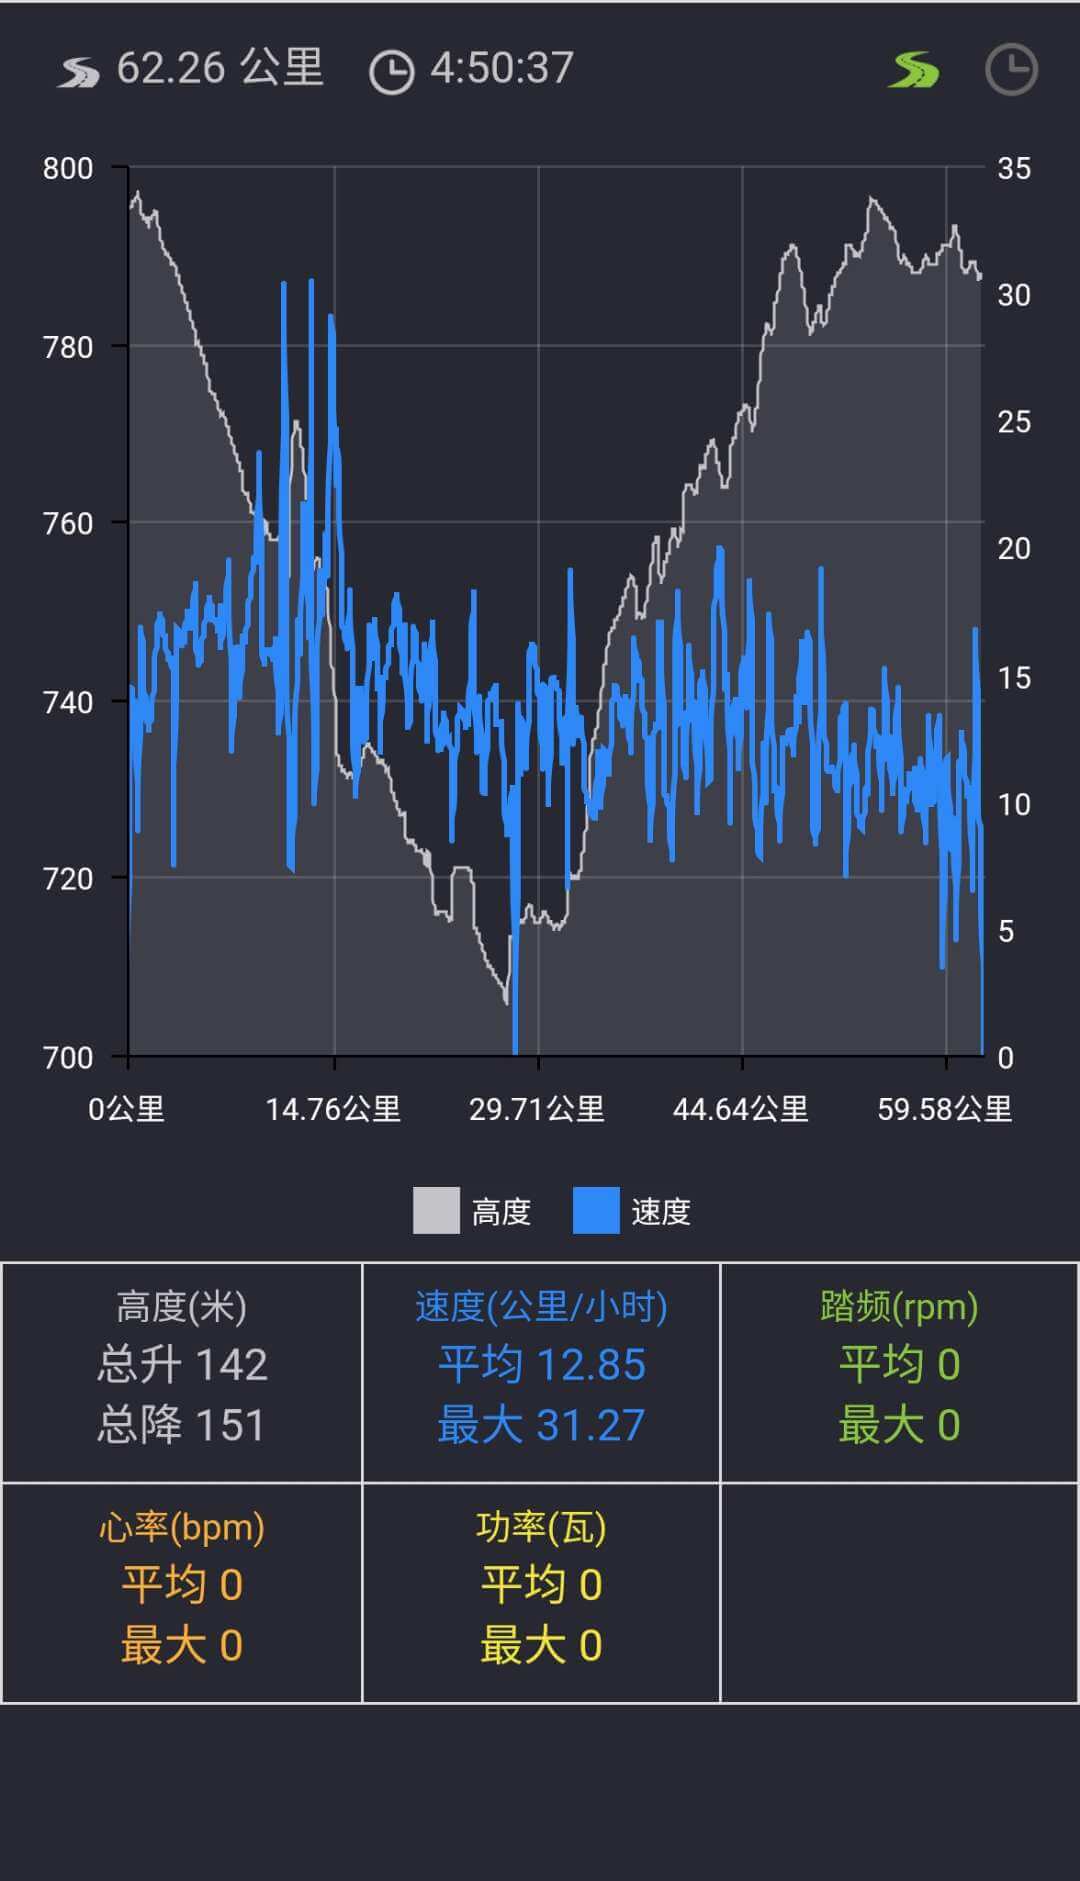 62.26 公里 4:50:37
800 35
30
780
25
760
20
740 15
10
720
5
700 0
0公里 14.76公里 29.71公里 44.64公里 59.58公里
高度 速度
高度(米)
总升 142
总降 151
速度(公里/小时)
平均 12.85
最大 31.27
踏频(rpm)
平均 0
最大 0
心率(bpm)
平均 0
最大 0
功率(瓦)
平均 0
最大 0